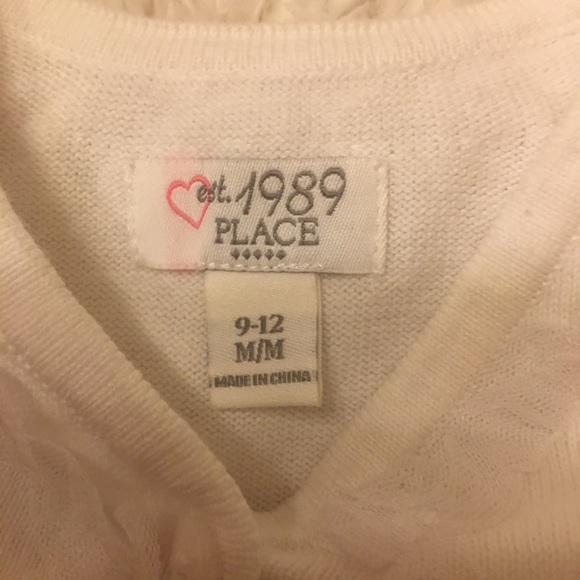 est. 1989
PLACE
9-12
M/M
MADE IN CHINA